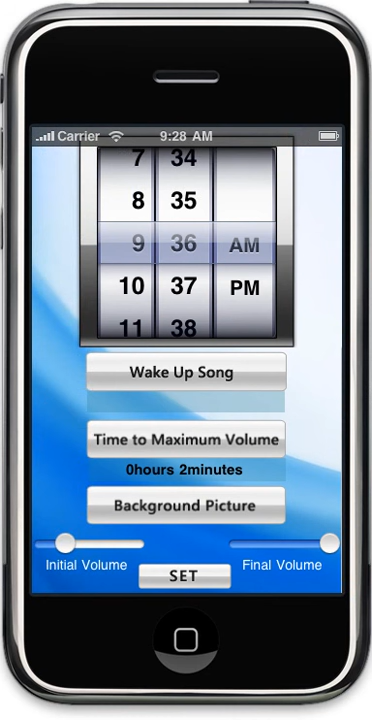 Carrier 9:28 AM
7 34
8 35
9 36 AM
10 37 PM
11 38
Wake Up Song
Time to Maximum Volume
0hours 2minutes
Background Picture
Initial Volume Final Volume
SET